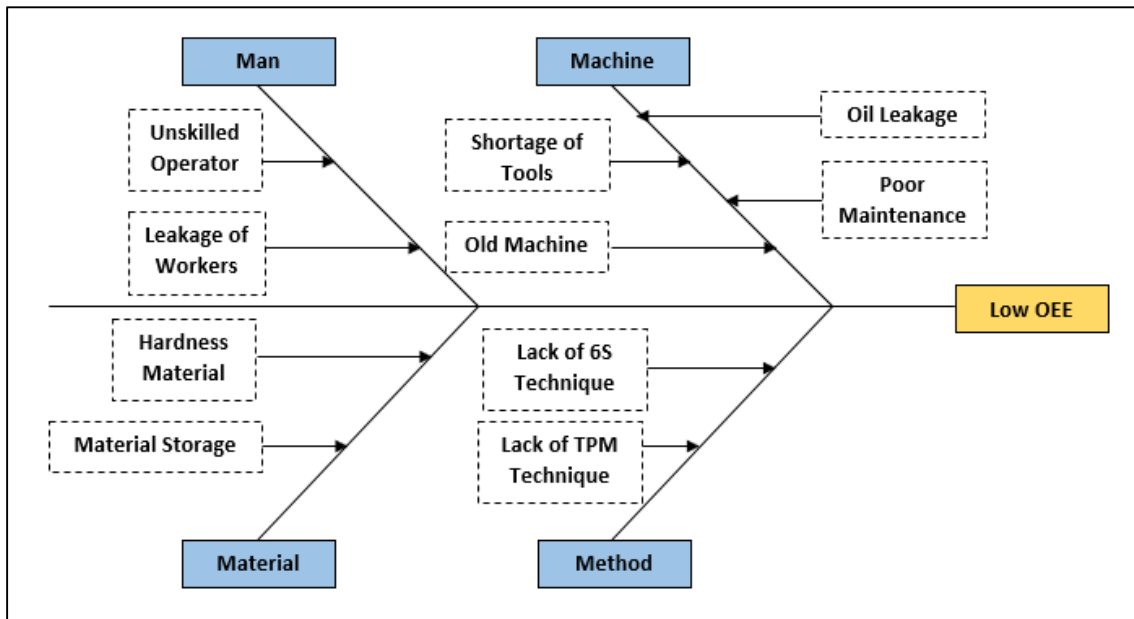 Man
Machine
Unskilled
Operator
Shortage of
Tools
Oil Leakage
Poor
Maintenance
Leakage of
Workers
Old Machine
Low OEE
Hardness
Material
Lack of 6S
Technique
Material Storage
Lack of TPM
Technique
Material
Method